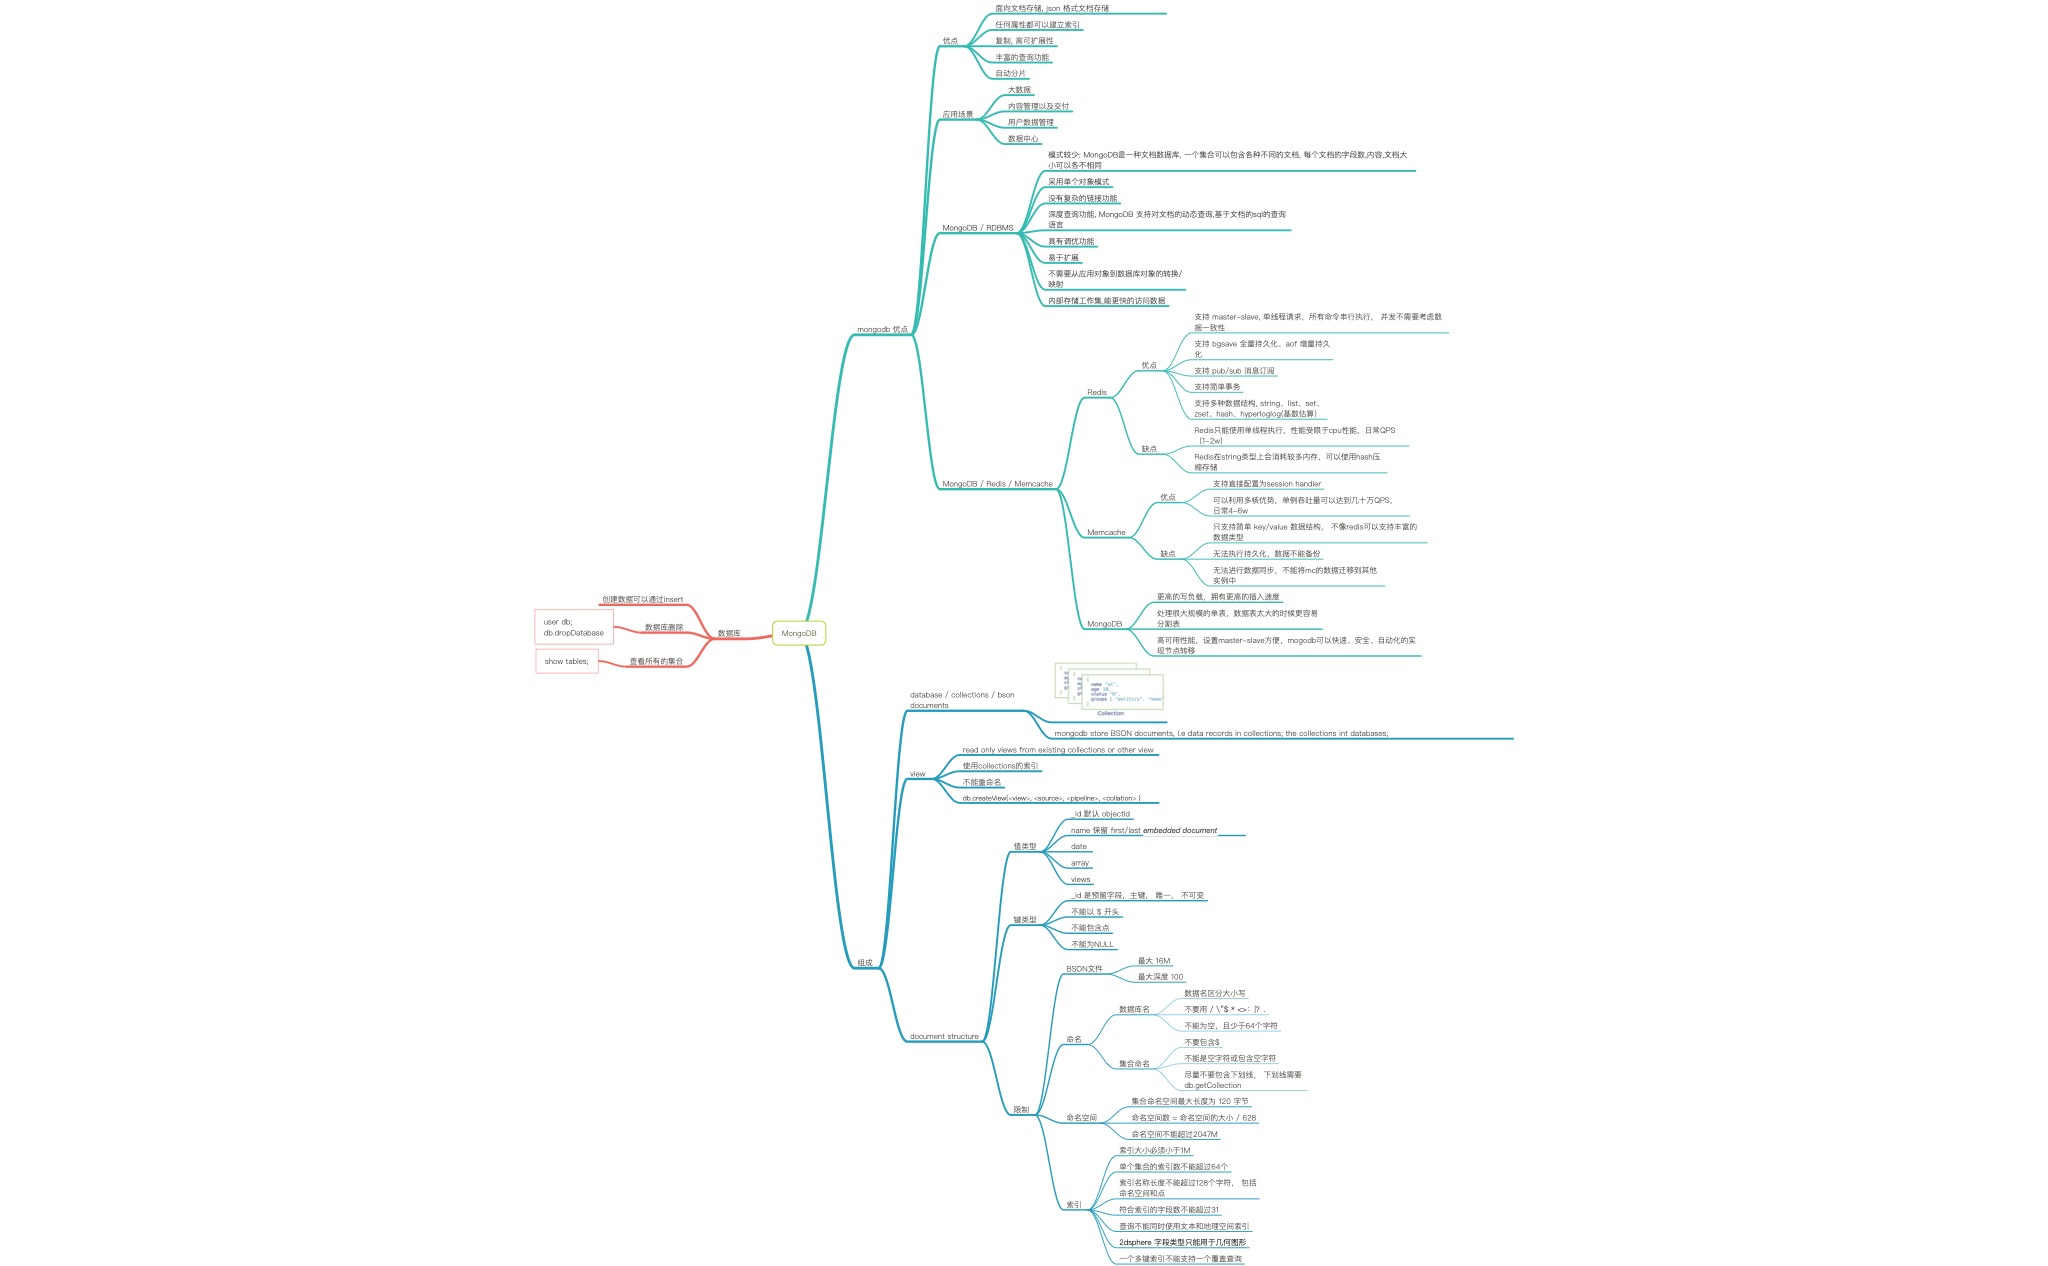 面向文档存储, json 格式文档存储
任何属性都可以建立索引
优点
复制, 高可扩展性
丰富的查询功能
自动分片
大数据
内容管理以及交付
应用场景
用户数据管理
数据中心
模式较少: MongoDB是一种文档数据库, 一个集合可以包含各种不同的文档, 每个文档的字段数,内容,文档大
小可以各不相同
采用单个对象模式
没有复杂的链接功能
深度查询功能, MongoDB 支持对文档的动态查询,基于文档的sql的查询
语言
MongoDB / RDBMS
具有调优功能
易于扩展
不需要从应用对象到数据库对象的转换/
映射
内部存储工作集,能更快的访问数据
mongodb 优点
支持 master-slave, 单线程请求，所有命令串行执行， 并发不需要考虑数
据一致性
支持 bgsave 全量持久化、aof 增量持久
化
优点
支持 pub/sub 消息订阅
支持简单事务
支持多种数据结构, string、list、set、
zset、hash、hyperloglog(基数估算)
Redis
Redis只能使用单线程执行，性能受限于cpu性能，日常QPS
（1-2w)
缺点
Redis在string类型上会消耗较多内存，可以使用hash压
缩存储
MongoDB / Redis / Memcache
支持直接配置为session handler
优点
可以利用多核优势，单例吞吐量可以达到几十万QPS,
日常4-6w
Memcache
只支持简单 key/value 数据结构， 不像redis可以支持丰富的
数据类型
缺点
无法执行持久化，数据不能备份
无法进行数据同步，不能将mc的数据迁移到其他
实例中
更高的写负载，拥有更高的插入速度
处理很大规模的单表，数据表太大的时候更容易
分割表
MongoDB
高可用性能，设置master-slave方便，mogodb可以快速、安全、自动化的实
现节点转移
创建数据可以通过insert
user db;
db.dropDatabase
数据库删除
数据库
MongoDB
show tables;
查看所有的集合
name "al",
age 18,
status "D",
groups [ "politics", "news"
Collection
database / collections / bson
documents
mongodb store BSON documents, I.e data records in collections; the collections int databases;
read only views from existing collections or other view
使用collections的索引
view
不能重命名
db.createView(<view>, <source>, <pipeline>, <collation> )
_id 默认 objectId
name 保留 first/last embedded document
值类型
date
array
views
_id 是预留字段，主键， 唯一， 不可变
不能以 $ 开头
键类型
不能包含点
不能为NULL
组成
BSON文件
最大 16M
最大深度 100
数据名区分大小写
数据库名
不要用 / \"$ * <>: |? .
不能为空，且少于64个字符
document structure
命名
不要包含$
集合命名
不能是空字符或包含空字符
尽量不要包含下划线， 下划线需要
db.getCollection
限制
集合命名空间最大长度为 120 字节
命名空间
命名空间数 = 命名空间的大小 / 628
命名空间不能超过2047M
索引大小必须小于1M
单个集合的索引数不能超过64个
索引名称长度不能超过128个字符， 包括
命名空间和点
索引
符合索引的字段数不能超过31
查询不能同时使用文本和地理空间索引
2dsphere 字段类型只能用于几何图形
一个多键索引不能支持一个覆盖查询